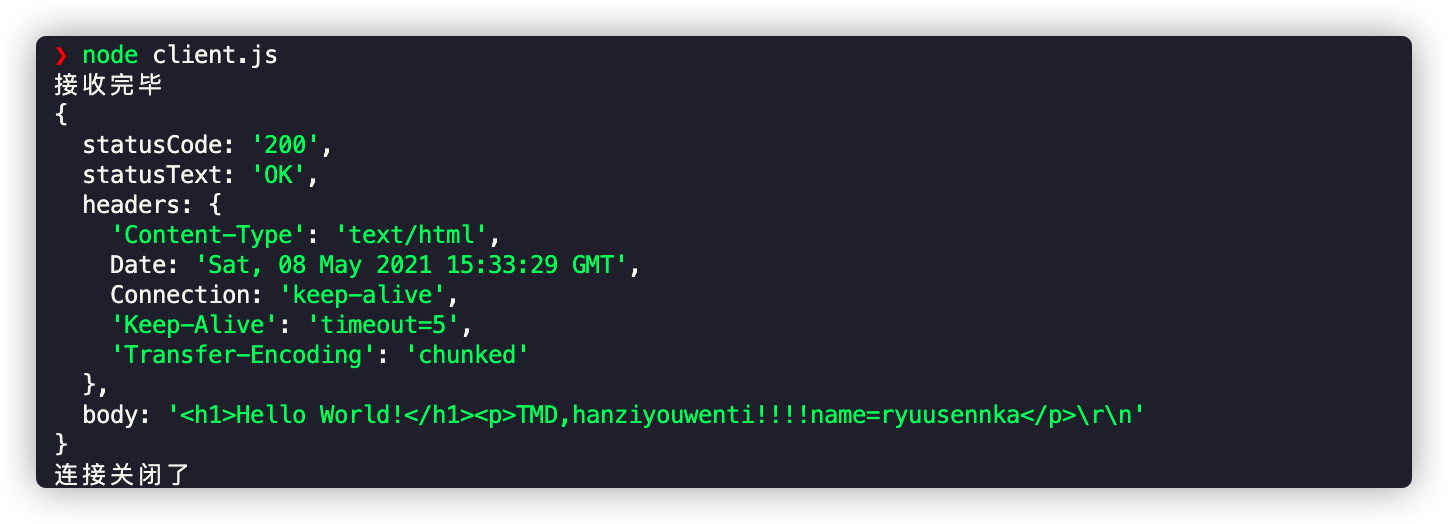 ❯ node client.js
接收完毕
{
  statusCode: '200',
  statusText: 'OK',
  headers: {
    'Content-Type': 'text/html',
    Date: 'Sat, 08 May 2021 15:33:29 GMT',
    Connection: 'keep-alive',
    'Keep-Alive': 'timeout=5',
    'Transfer-Encoding': 'chunked'
  },
  body: '<h1>Hello World!</h1><p>TMD,hanziyouwenti!!!!name=ryuusennka</p>\r\n'
}
连接关闭了